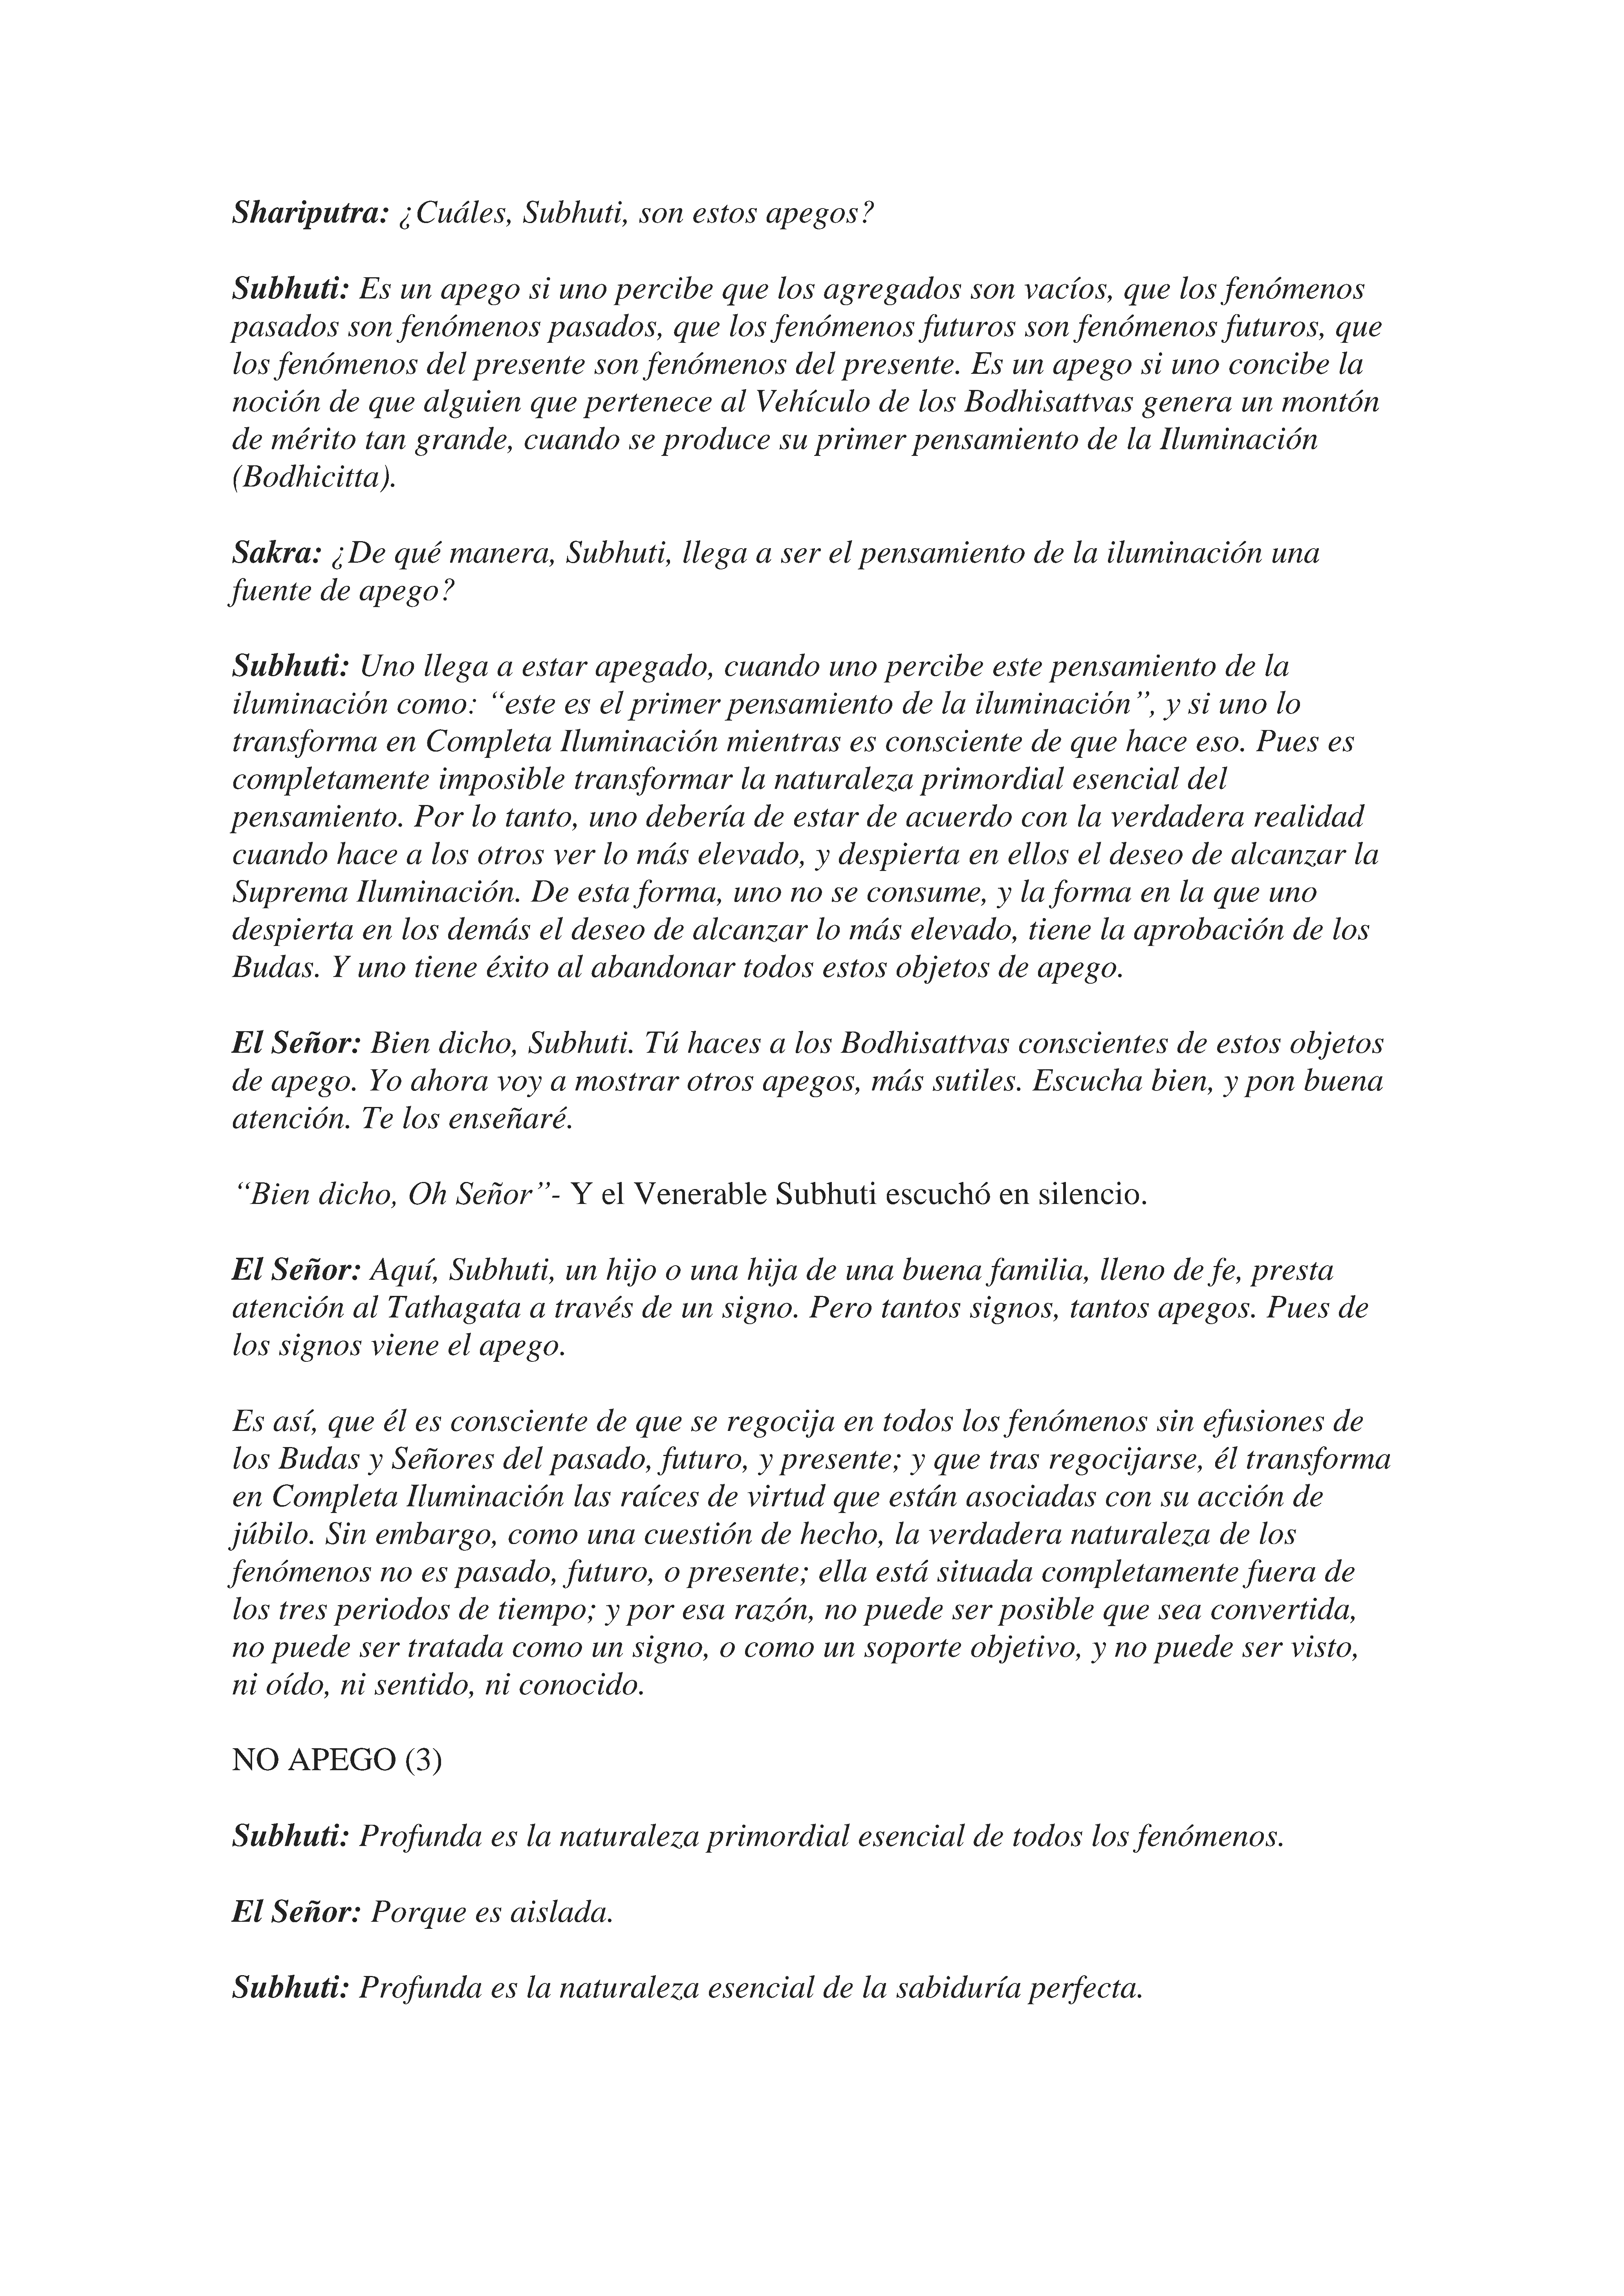 Shariputra: ¿Cuáles, Subhuti, son estos apegos?
Subhuti: Es un apego si uno percibe que los agregados son vacíos, que los fenómenos
pasados son fenómenos pasados, que los fenómenos futuros son fenómenos futuros, que
los fenómenos del presente son fenómenos del presente. Es un apego si uno concibe la
noción de que alguien que pertenece al Vehículo de los Bodhisattvas genera un montón
de mérito tan grande, cuando se produce su primer pensamiento de la Iluminación
(Bodhicitta).
Sakra: ¿De qué manera, Subhuti, llega a ser el pensamiento de la iluminación una
fuente de apego?
Subhuti: Uno llega a estar apegado, cuando uno percibe este pensamiento de la
iluminación como: “este es el primer pensamiento de la iluminación”, y si uno lo
transforma en Completa Iluminación mientras es consciente de que hace eso. Pues es
completamente imposible transformar la naturaleza primordial esencial del
pensamiento. Por lo tanto, uno debería de estar de acuerdo con la verdadera realidad
cuando hace a los otros ver lo más elevado, y despierta en ellos el deseo de alcanzar la
Suprema Iluminación. De esta forma, uno no se consume, y la forma en la que uno
despierta en los demás el deseo de alcanzar lo más elevado, tiene la aprobación de los
Budas. Y uno tiene éxito al abandonar todos estos objetos de apego.
El Señor: Bien dicho, Subhuti. Tú haces a los Bodhisattvas conscientes de estos objetos
de apego. Yo ahora voy a mostrar otros apegos, más sutiles. Escucha bien, y pon buena
atención. Te los enseñaré.
“Bien dicho, Oh Señor”- Y el Venerable Subhuti escuchó en silencio.
El Señor: Aquí, Subhuti, un hijo o una hija de una buena familia, lleno de fe, presta
atención al Tathagata a través de un signo. Pero tantos signos, tantos apegos. Pues de
los signos viene el apego.
Es así, que él es consciente de que se regocija en todos los fenómenos sin efusiones de
los Budas y Señores del pasado, futuro, y presente; y que tras regocijarse, él transforma
en Completa Iluminación las raíces de virtud que están asociadas con su acción de
júbilo. Sin embargo, como una cuestión de hecho, la verdadera naturaleza de los
fenómenos no es pasado, futuro, o presente; ella está situada completamente fuera de
los tres periodos de tiempo; y por esa razón, no puede ser posible que sea convertida,
no puede ser tratada como un signo, o como un soporte objetivo, y no puede ser visto,
ni oído, ni sentido, ni conocido.
NO APEGO (3)
Subhuti: Profunda es la naturaleza primordial esencial de todos los fenómenos.
El Señor: Porque es aislada.
Subhuti: Profunda es la naturaleza esencial de la sabiduría perfecta.